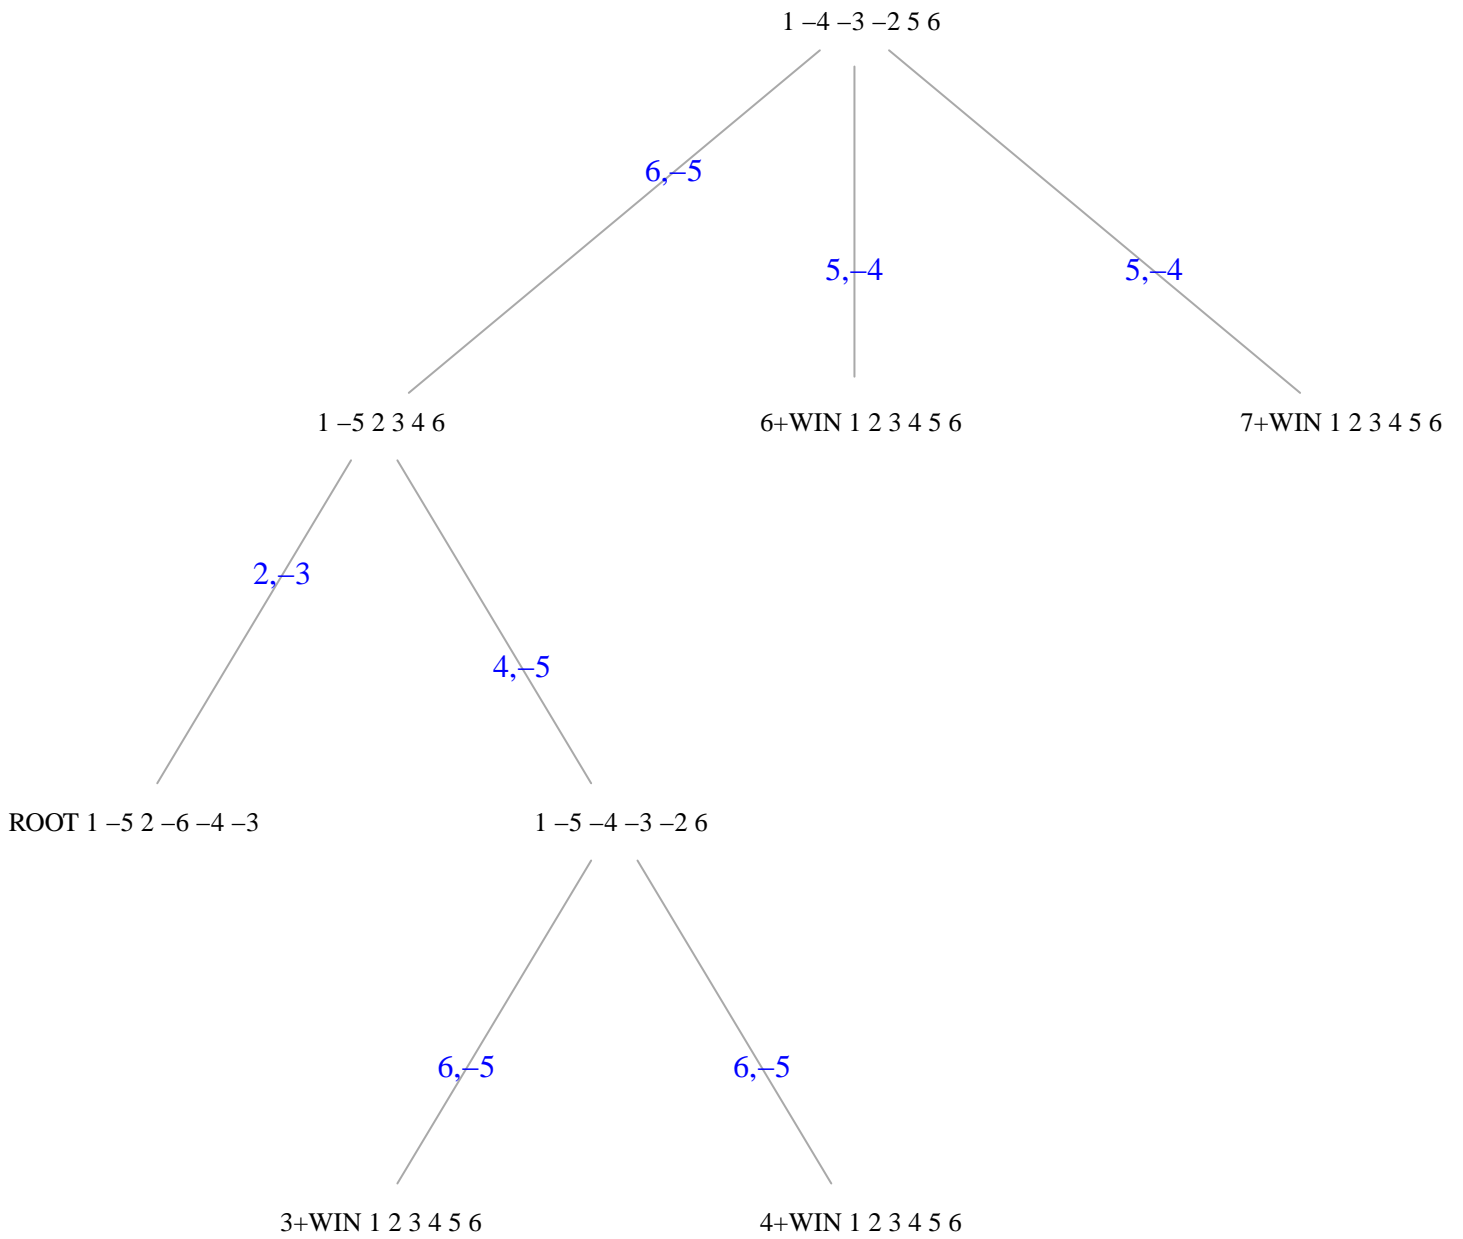 1 –4 –3 –2 5 6
6,–5
5,–4
5,–4
1 –5 2 3 4 6
6+WIN 1 2 3 4 5 6
7+WIN 1 2 3 4 5 6
2,–3
4,–5
ROOT 1 –5 2 –6 –4 –3
1 –5 –4 –3 –2 6
6,–5
6,–5
3+WIN 1 2 3 4 5 6
4+WIN 1 2 3 4 5 6